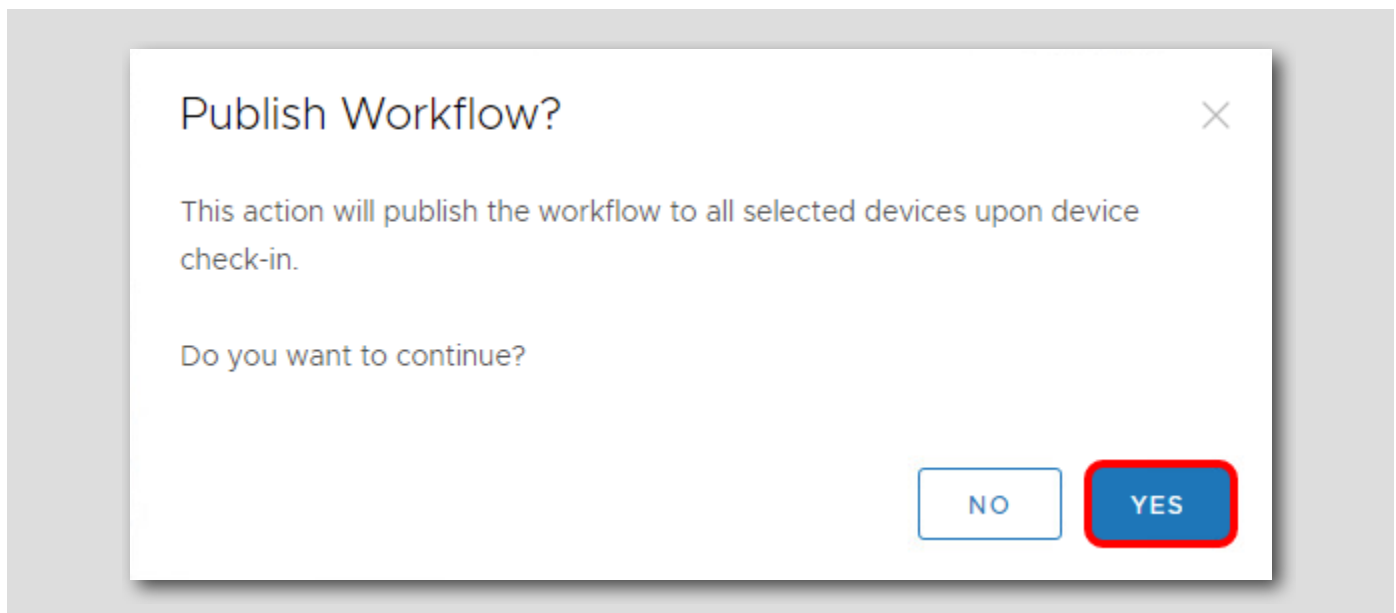 Publish Workflow?
This action will publish the workflow to all selected devices upon device
check-in.
Do you want to continue?
NO
YES